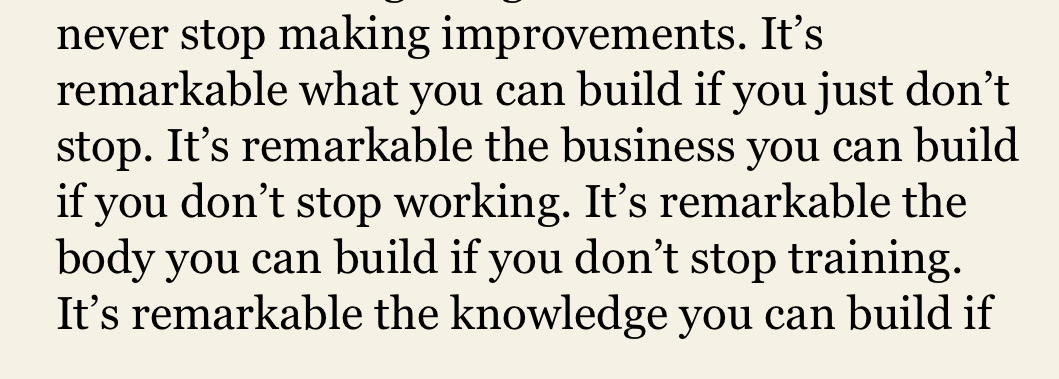 never stop making improvements. It’s
remarkable what you can build if you just don’t
stop. It’s remarkable the business you can build
if you don’t stop working. It’s remarkable the
body you can build if you don’t stop training.
It’s remarkable the knowledge you can build if